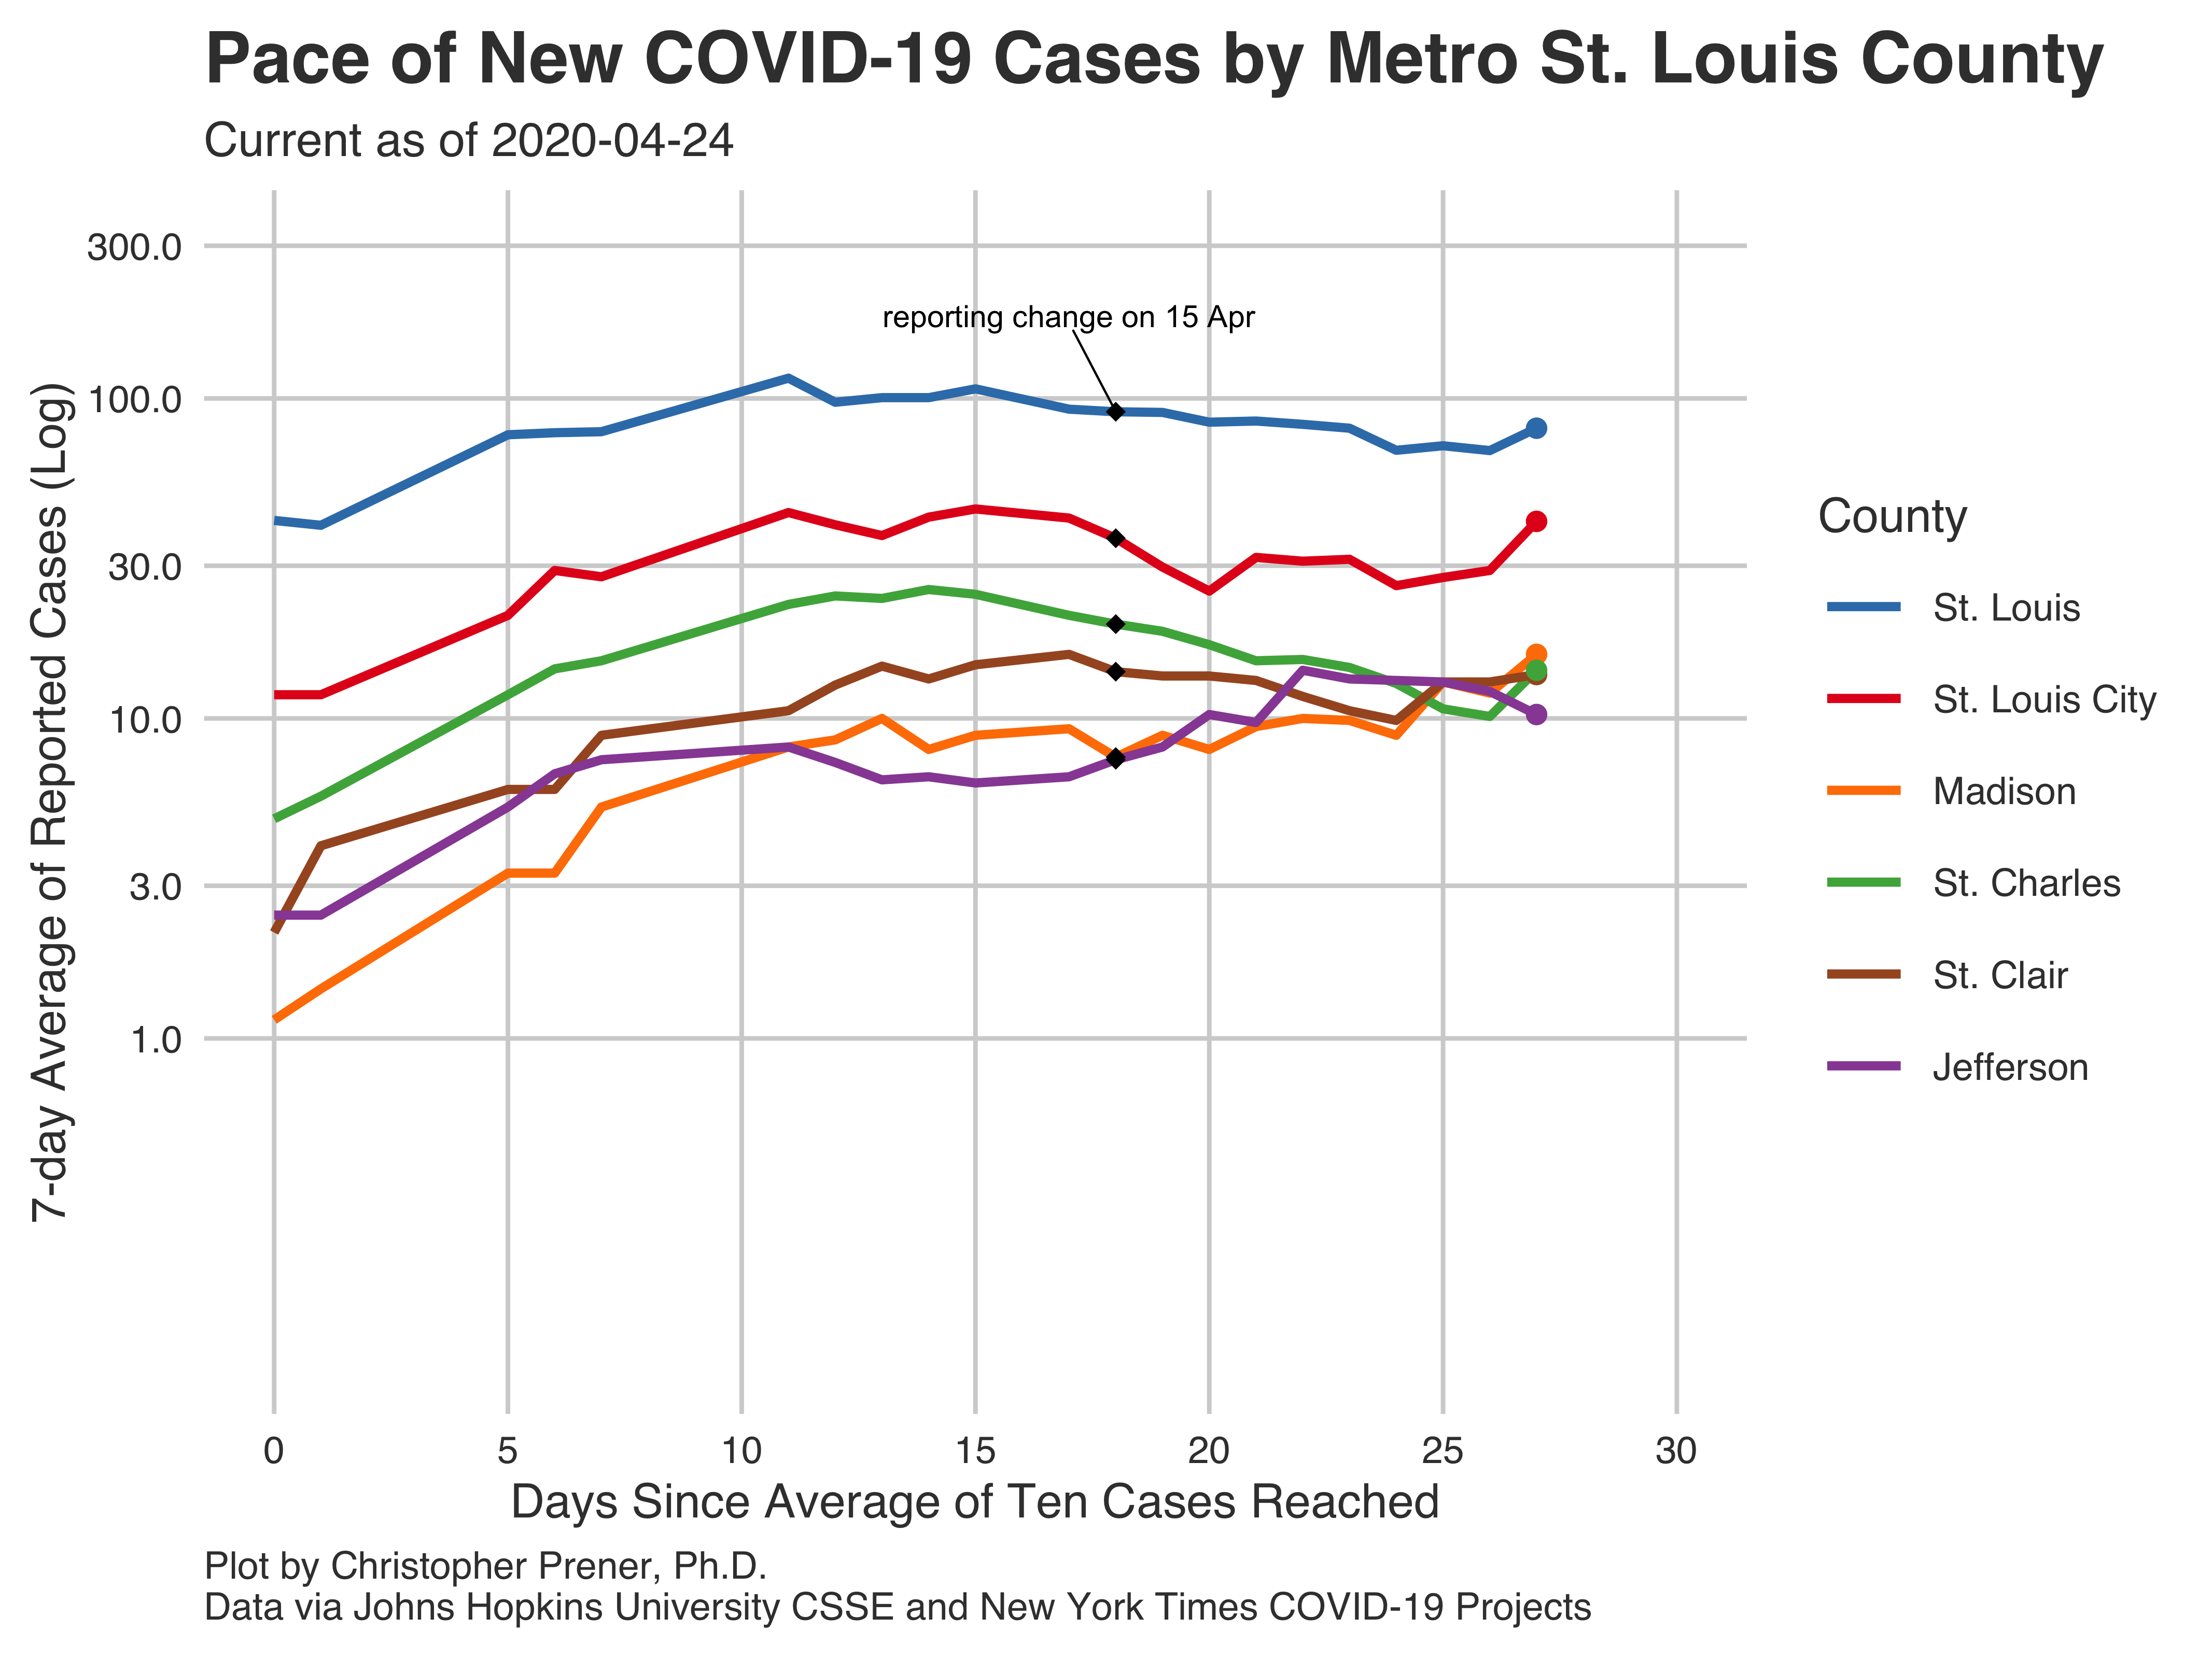 Pace of New COVID-19 Cases by Metro St. Louis County
Current as of 2020-04-24
7-day Average of Reported Cases (Log)
300.0
100.0
30.0
10.0
3.0
1.0
reporting change on 15 Apr
0 5 10 15 20 25 30
Days Since Average of Ten Cases Reached
County
St. Louis
St. Louis City
Madison
St. Charles
St. Clair
Jefferson
Plot by Christopher Prener, Ph.D.
Data via Johns Hopkins University CSSE and New York Times COVID-19 Projects